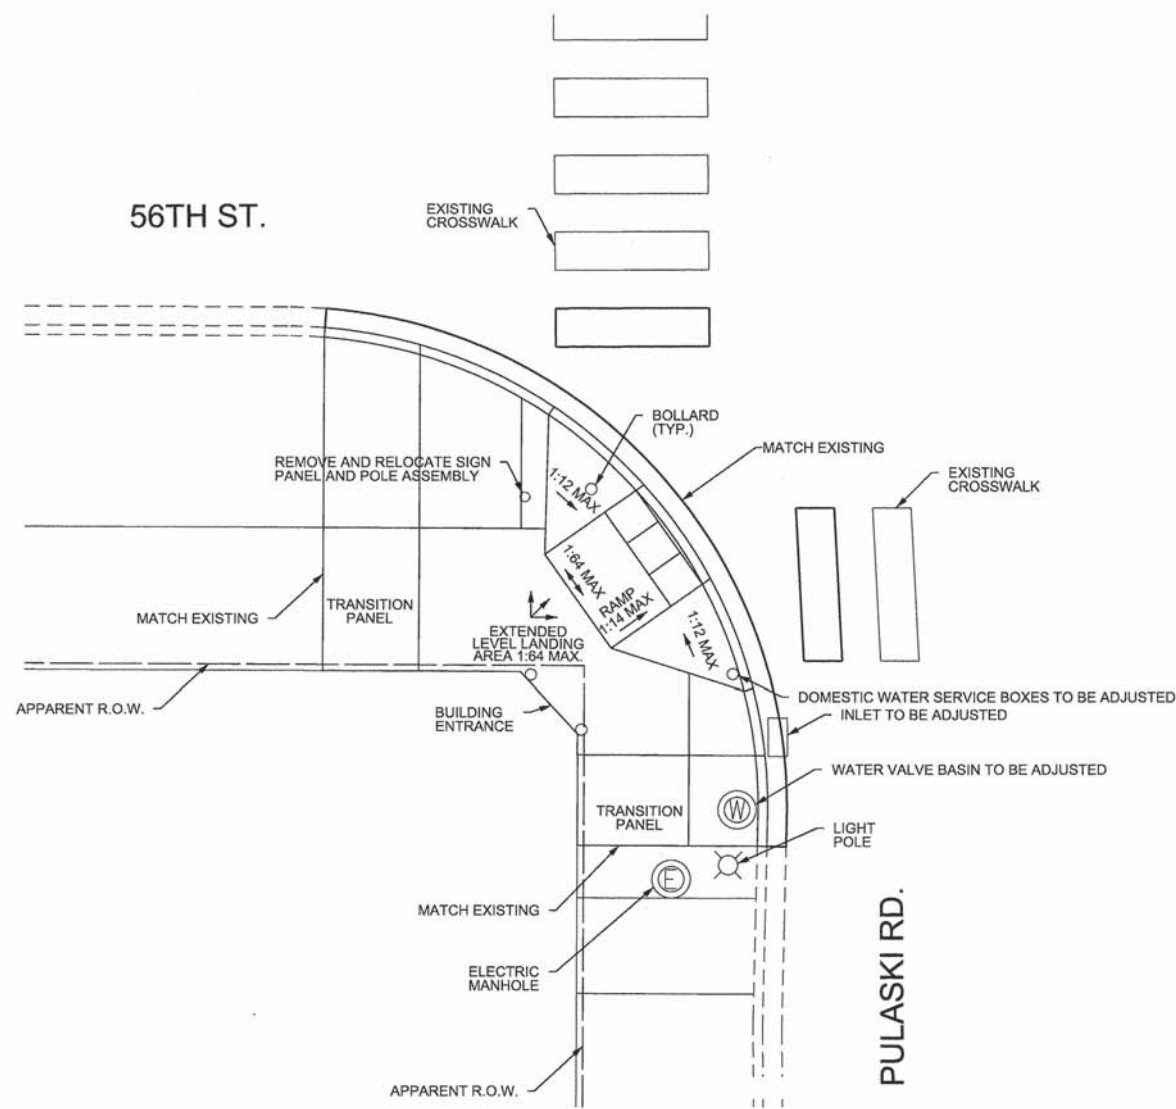 56TH ST.
EXISTING
CROSSWALK
BOLLARD
(TYP.)
MATCH EXISTING
REMOVE AND RELOCATE SIGN
PANEL AND POLE ASSEMBLY
1:12 MAX
EXISTING
CROSSWALK
1:64 MAX
RAMP
1:14 MAX
1:12 MAX
MATCH EXISTING
TRANSITION
PANEL
EXTENDED
LEVEL LANDING
AREA 1:64 MAX.
APPARENT R.O.W.
BUILDING
ENTRANCE
DOMESTIC WATER SERVICE BOXES TO BE ADJUSTED
INLET TO BE ADJUSTED
WATER VALVE BASIN TO BE ADJUSTED
TRANSITION
PANEL
W
LIGHT
POLE
E
MATCH EXISTING
ELECTRIC
MANHOLE
PULASKI RD.
APPARENT R.O.W.